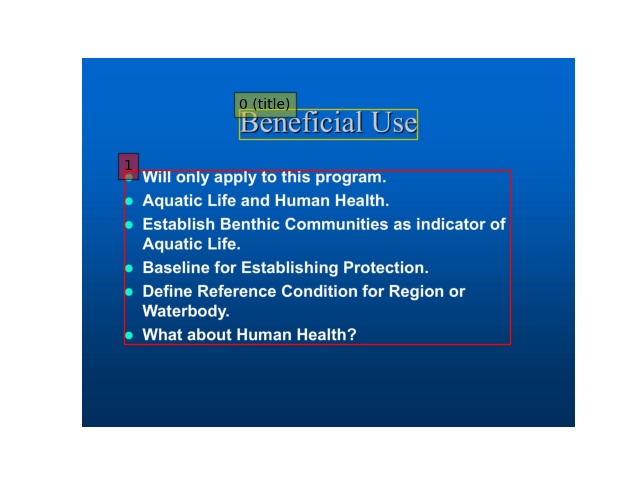 0 (title)
Beneficial Use
1
Will only apply to this program.
Aquatic Life and Human Health.
Establish Benthic Communities as indicator of
Aquatic Life.
Baseline for Establishing Protection.
Define Reference Condition for Region or
Waterbody.
What about Human Health?